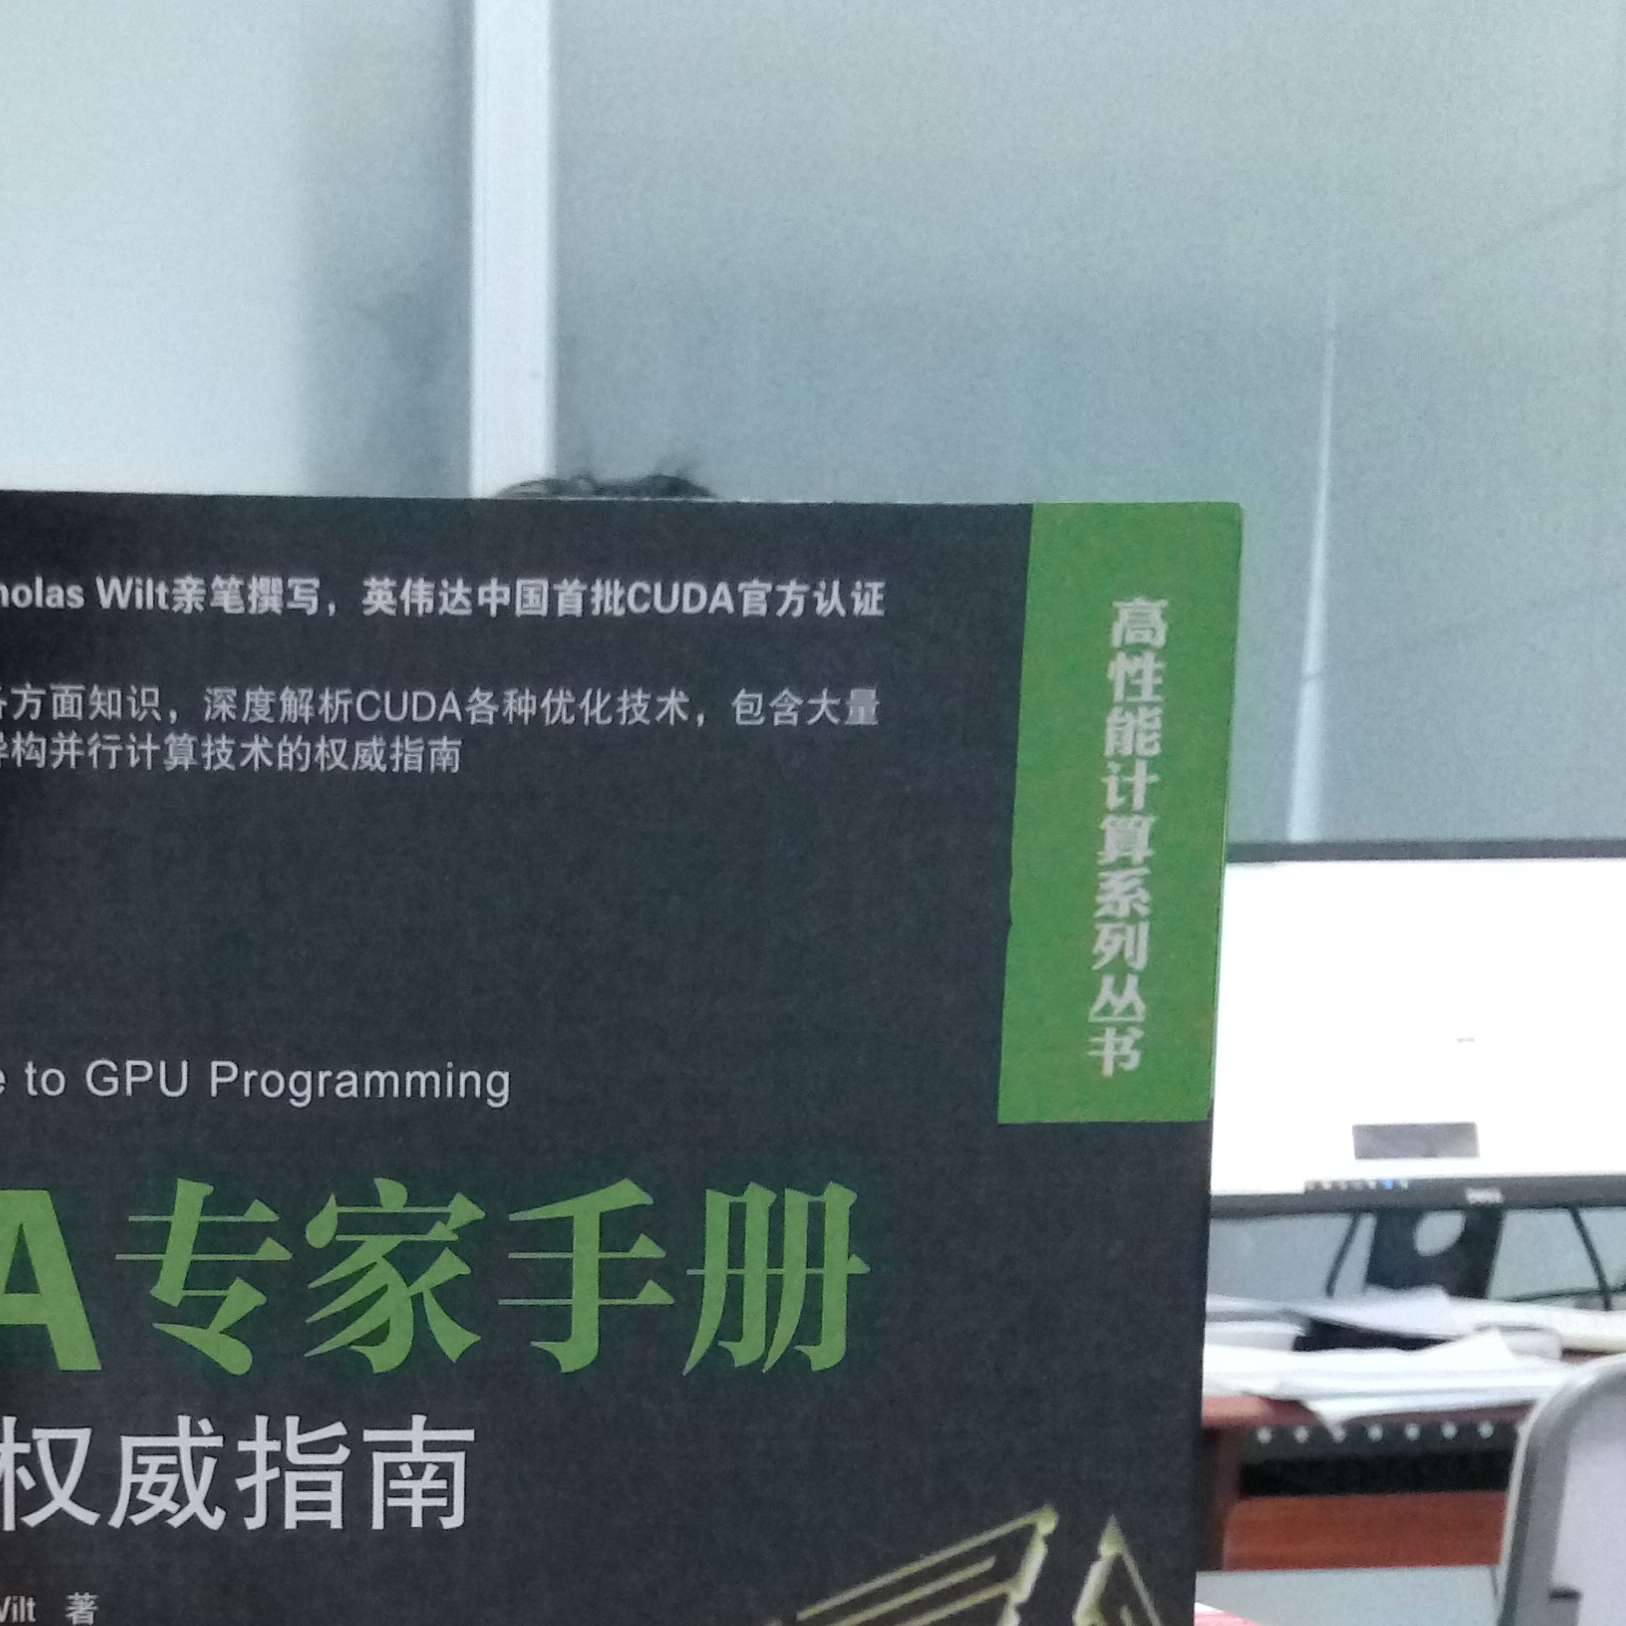 holas Wilt亲笔撰写，英伟达中国首批CUDA官方认证
方面知识，深度解析CUDA各种优化技术，包含大量
构并行计算技术的权威指南
高性能计算系列丛书
e to GPU Programming
A专家手册
权威指南
Wilt 著
DELL